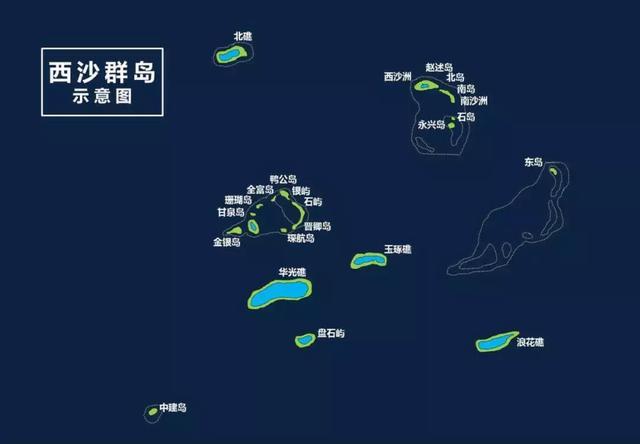 西沙群岛
示意图
北礁
赵述岛
西沙洲
北岛
南岛
南沙洲
石岛
永兴岛
东岛
鸭公岛
全富岛
银屿
珊瑚岛
石屿
甘泉岛
晋卿岛
金银岛
琛航岛
玉琢礁
华光礁
盘石屿
浪花礁
中建岛